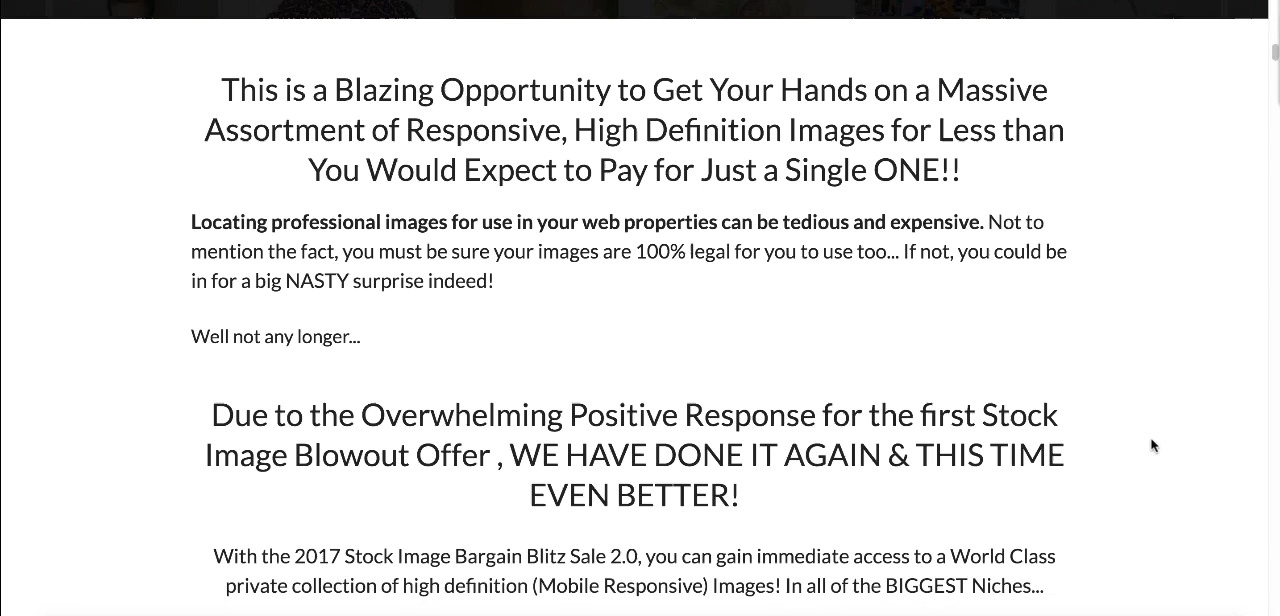 This is a Blazing Opportunity to Get Your Hands on a Massive
Assortment of Responsive, High Definition Images for Less than
You Would Expect to Pay for Just a Single ONE!!
Locating professional images for use in your web properties can be tedious and expensive. Not to
mention the fact, you must be sure your images are 100% legal for you to use too... If not, you could be
in for a big NASTY surprise indeed!
Well not any longer...
Due to the Overwhelming Positive Response for the first Stock
Image Blowout Offer , WE HAVE DONE IT AGAIN & THIS TIME
EVEN BETTER!
With the 2017 Stock Image Bargain Blitz Sale 2.0, you can gain immediate access to a World Class
private collection of high definition (Mobile Responsive) Images! In all of the BIGGEST Niches...